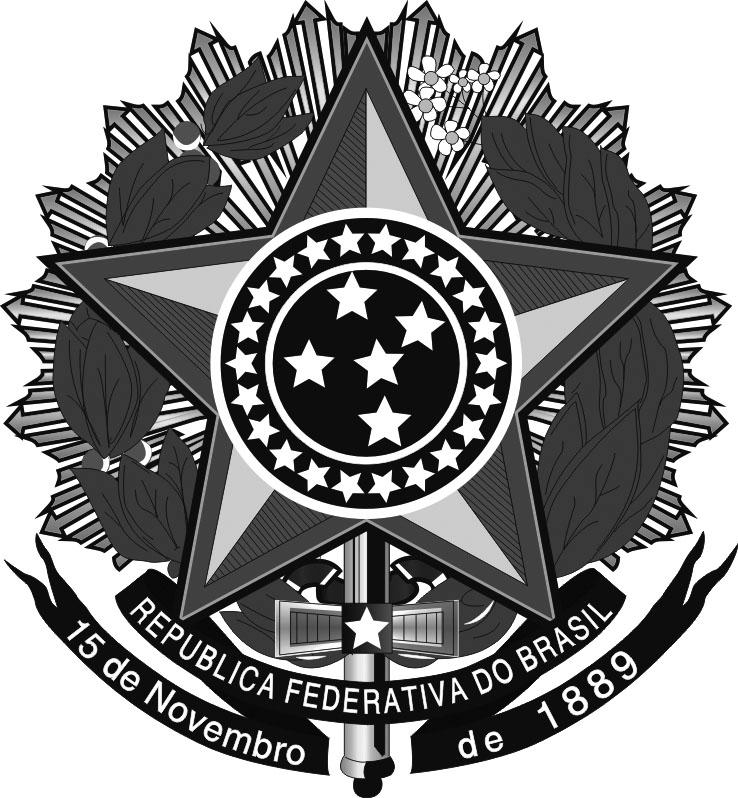 REPUBLICA FEDERATIVA DO BRASIL
15 de Novembro de 1889